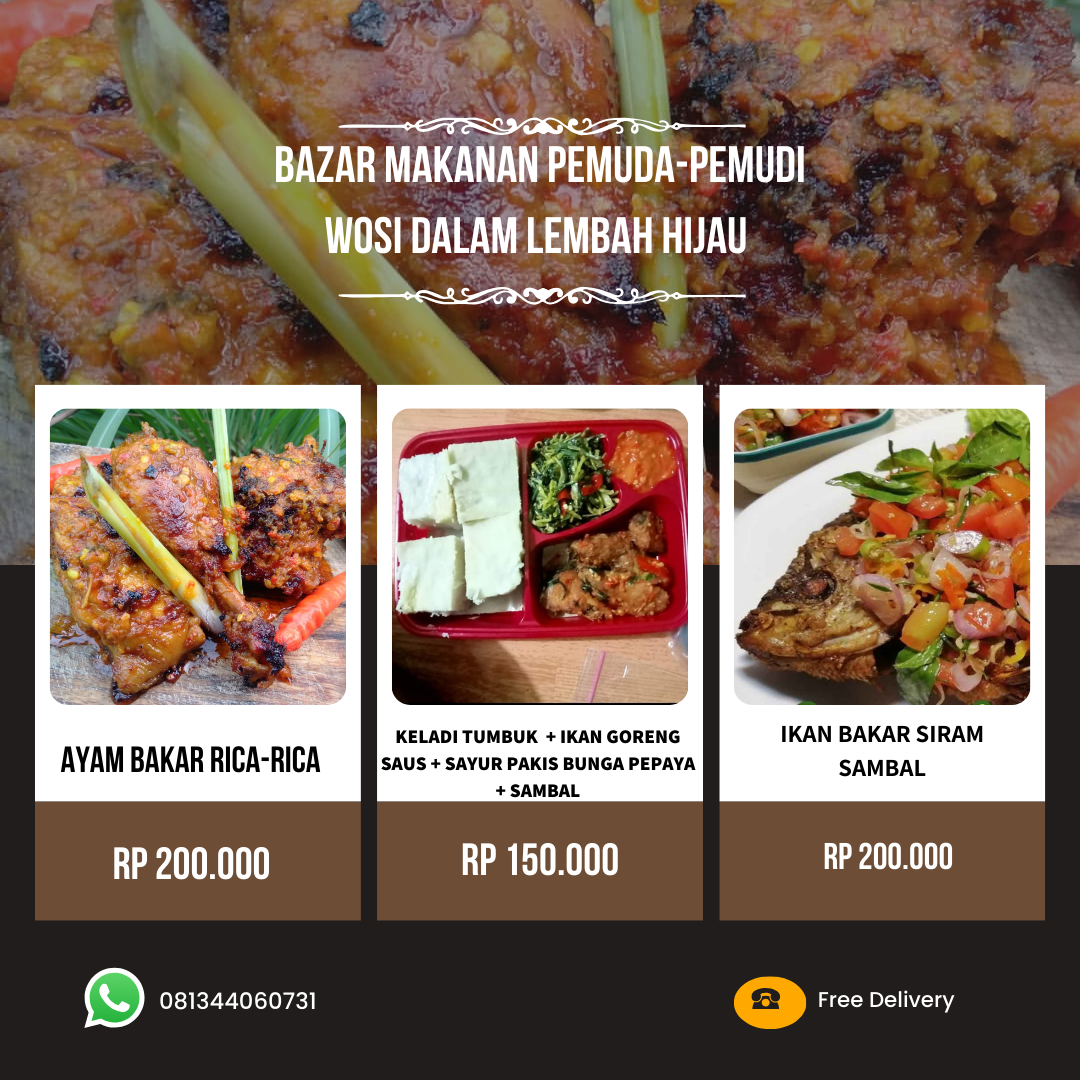 BAZAR MAKANAN PEMUDA-PEMUDI
WOSI DALAM LEMBAH HIJAU
AYAM BAKAR RICA-RICA
RP 200.000
KELADI TUMBUK + IKAN GORENG
SAUS + SAYUR PAKIS BUNGA PEPAYA
+ SAMBAL
RP 150.000
IKAN BAKAR SIRAM
SAMBAL
RP 200.000
081344060731
Free Delivery